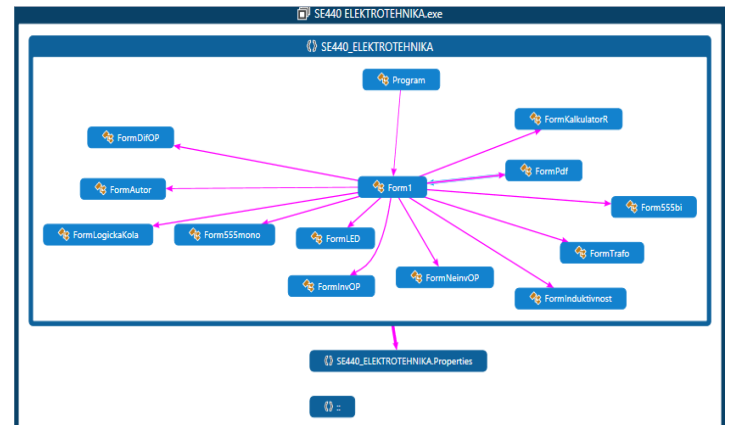 SE440 ELEKTROTEHNIKA.exe
SE440_ELEKTROTEHNIKA
Program
FormKalkulatorR
FormDifOP
FormPdf
FormAutor
Form1
Form555bi
FormLogickaKola
Form555mono
FormLED
FormTrafo
FormInvOP
FormNeinvOP
FormInduktivnost
SE440_ELEKTROTEHNIKA.Properties
::